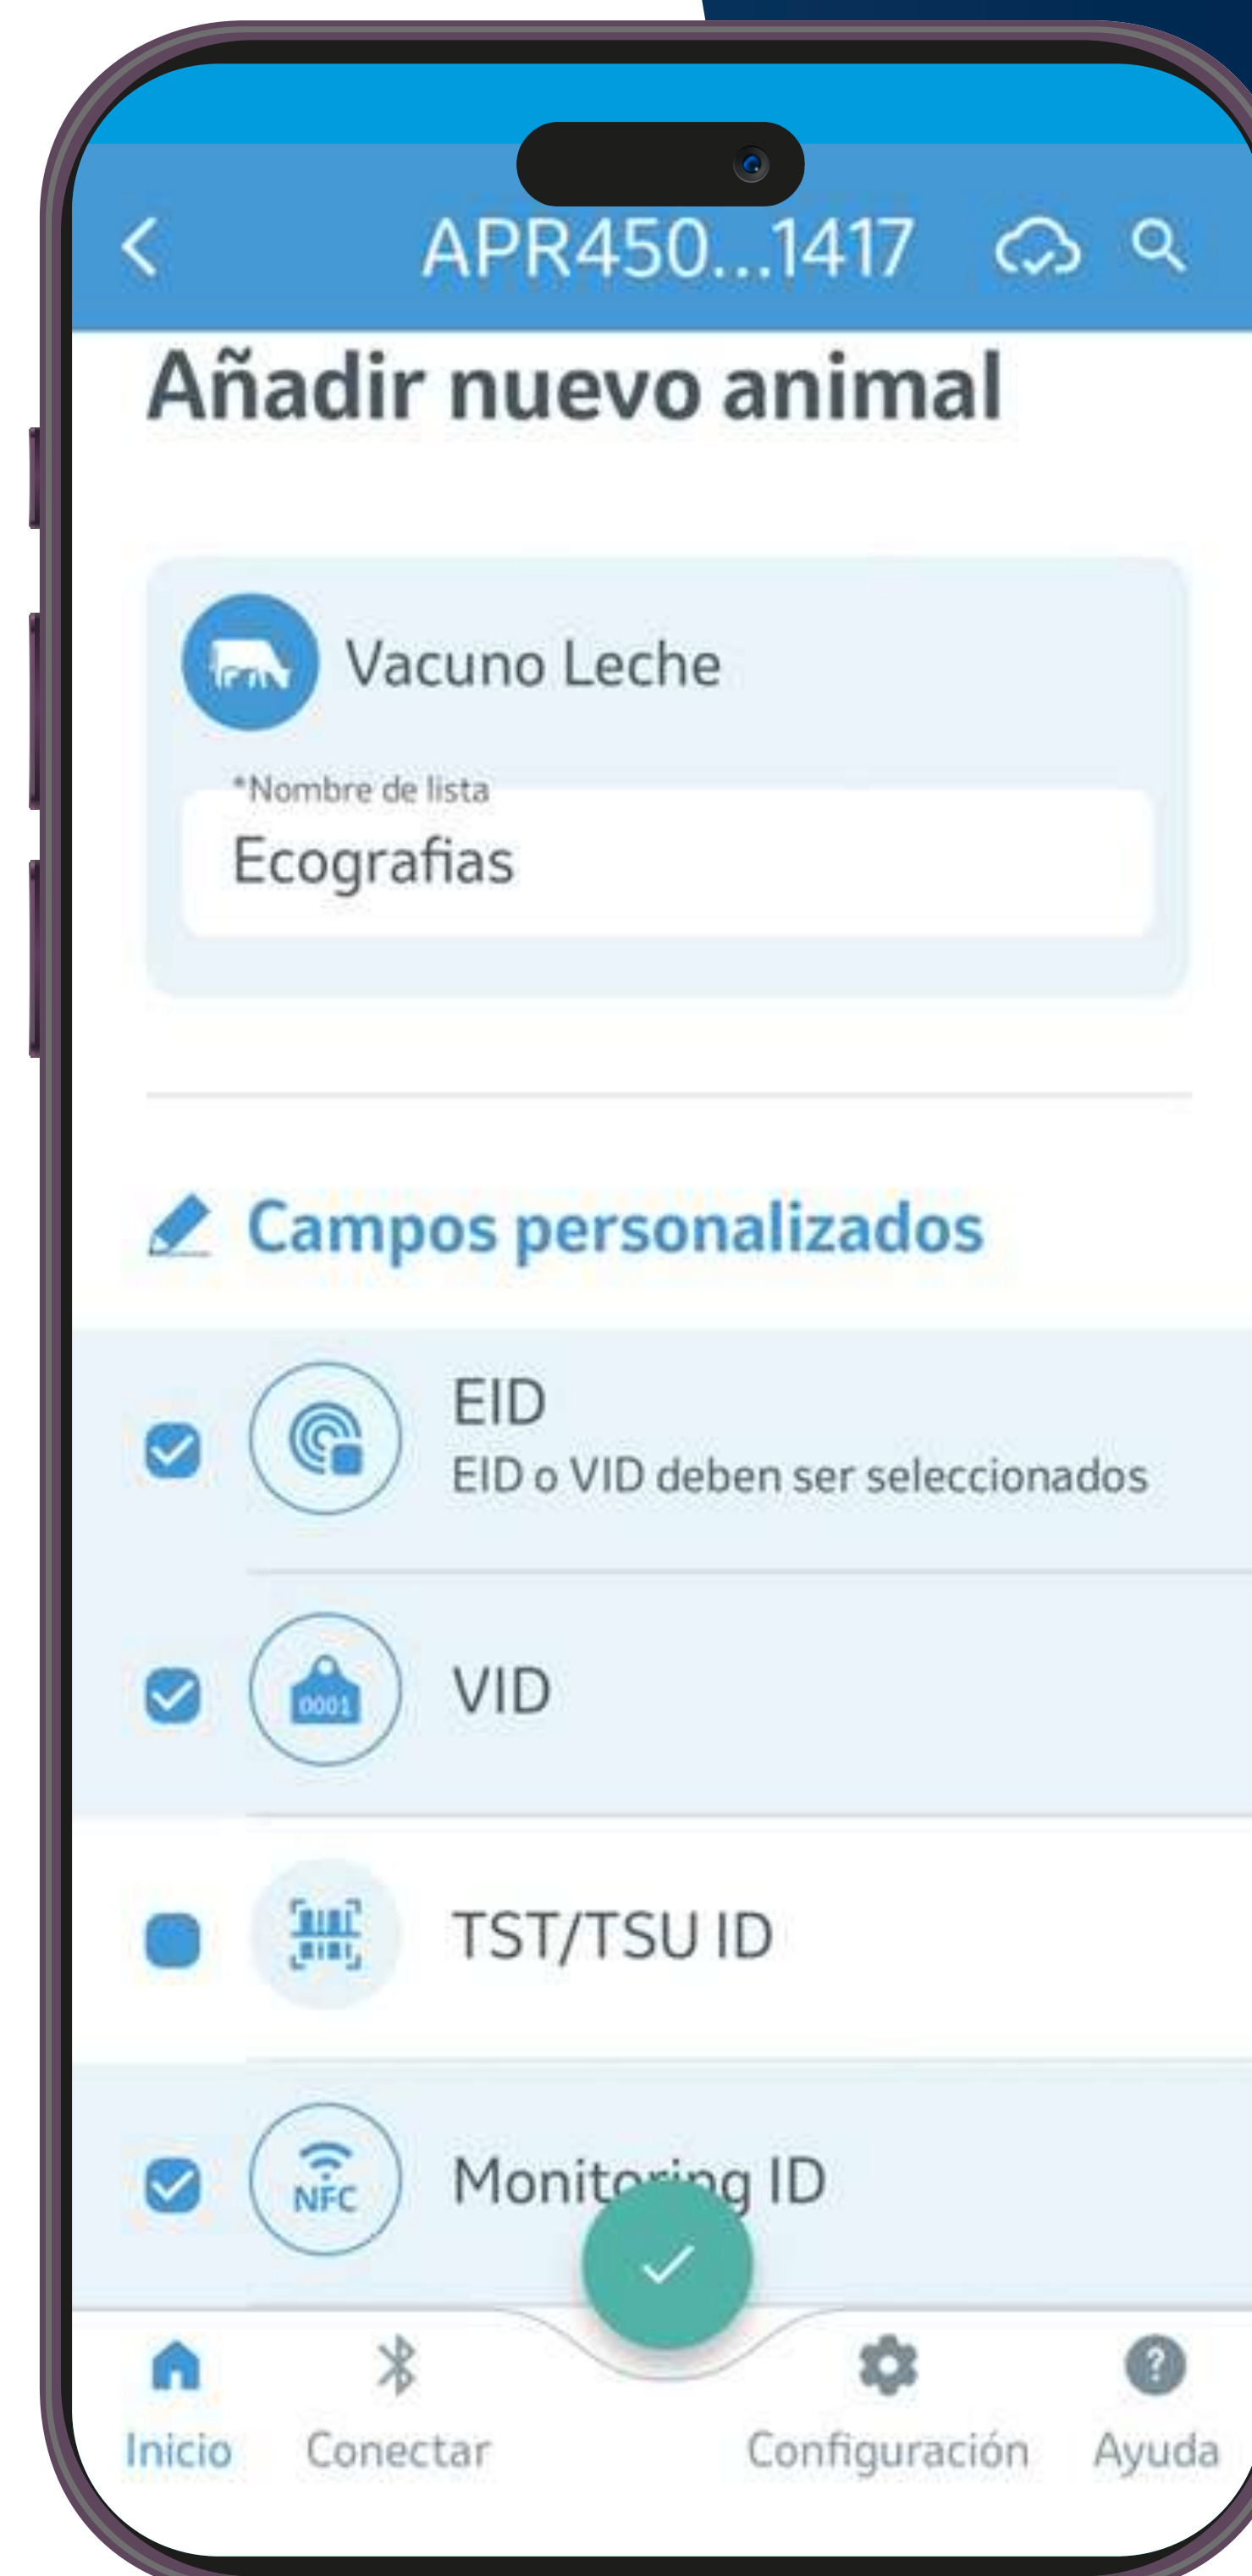 APR450...1417
Añadir nuevo animal
Vacuno Leche
*Nombre de lista
Ecografias
Campos personalizados
EID
EID o VID deben ser seleccionados
0001
VID
TST/TSU ID
NFC
Monitoring ID
Inicio
Conectar
Configuración
Ayuda